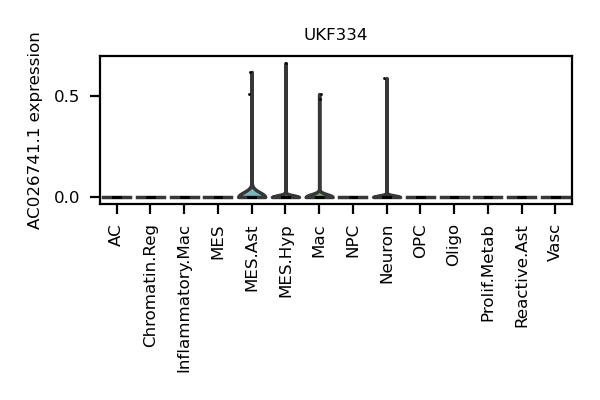 UKF334
AC026741.1 expression
0.5
0.0
AC
Chromatin.Reg
Inflammatory.Mac
MES
MES.Ast
MES.Hyp
Mac
NPC
Neuron
OPC
Oligo
Prolif.Metab
Reactive.Ast
Vasc